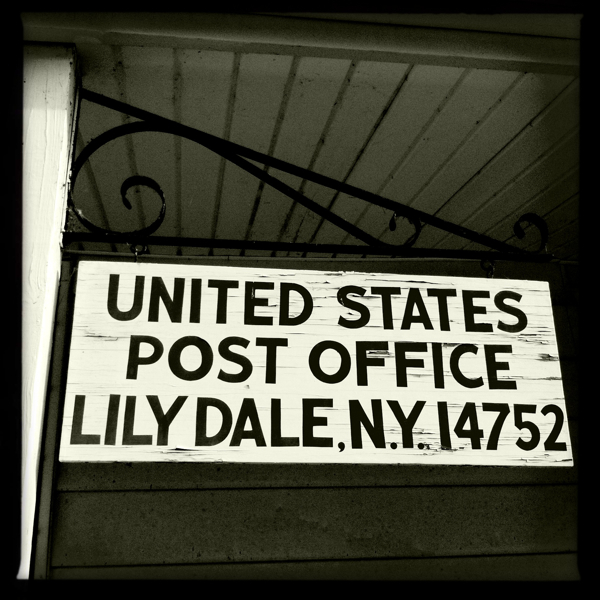 UNITED STATES
POST OFFICE
LILY DALE, N.Y. 14752